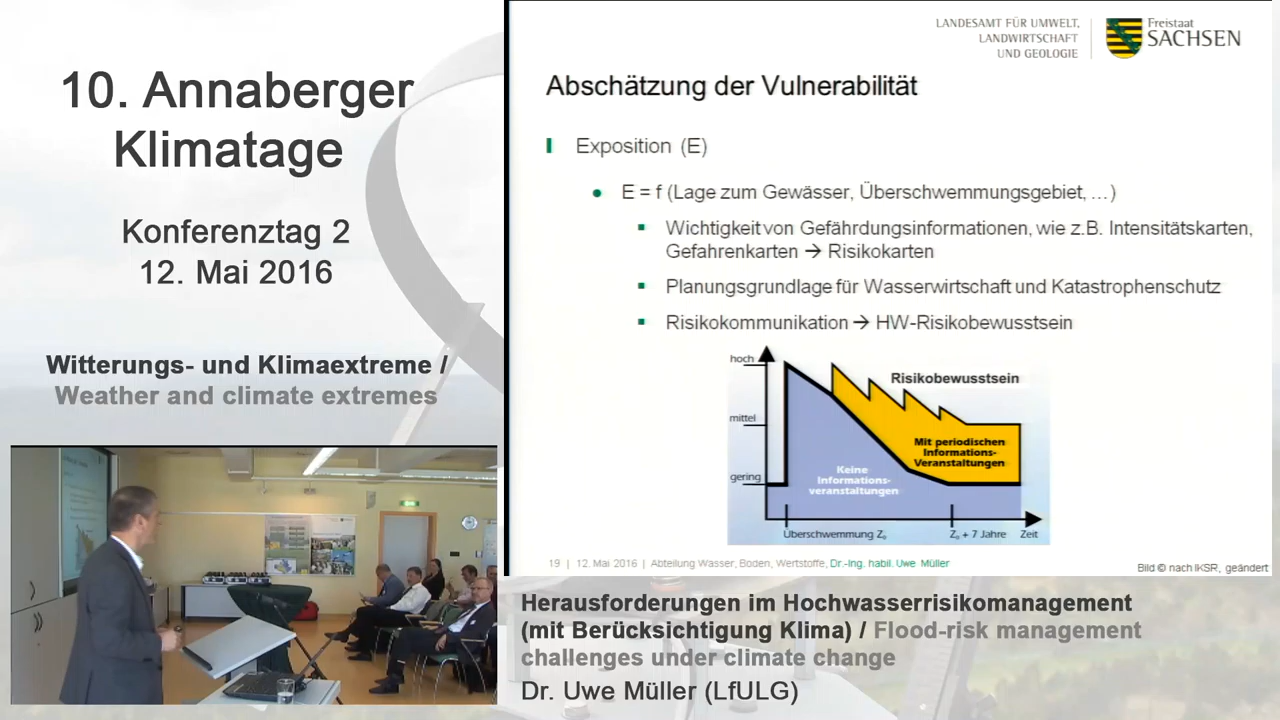 10. Annaberger
Klimatage
Konferenztag 2
12. Mai 2016
Witterungs- und Klimaextreme /
Weather and climate extremes
LANDESAMT FÜR UMWELT,
LANDWIRTSCHAFT
UND GEOLOGIE
Freistaat
SACHSEN
Abschätzung der Vulnerabilität
Exposition (E)
E = f (Lage zum Gewässer, Überschwemmungsgebiet, …)
Wichtigkeit von Gefährdungsinformationen, wie z.B. Intensitätskarten,
Gefahrenkarten → Risikokarten
Planungsgrundlage für Wasserwirtschaft und Katastrophenschutz
Risikokommunikation → HW-Risikobewusstsein
hoch
mittel
gering
Risikobewusstsein
Mit periodischen
Informations-
Veranstaltungen
Keine
Informations-
veranstaltungen
Überschwemmung Z₀
Z₀ + 7 Jahre
Zeit
19 | 12. Mai 2016 | Abteilung Wasser, Boden, Wertstoffe, Dr.-Ing. habil. Uwe Müller
Bild © nach IKSR, geändert
Herausforderungen im Hochwasserrisikomanagement
(mit Berücksichtigung Klima) / Flood-risk management
challenges under climate change
Dr. Uwe Müller (LfULG)